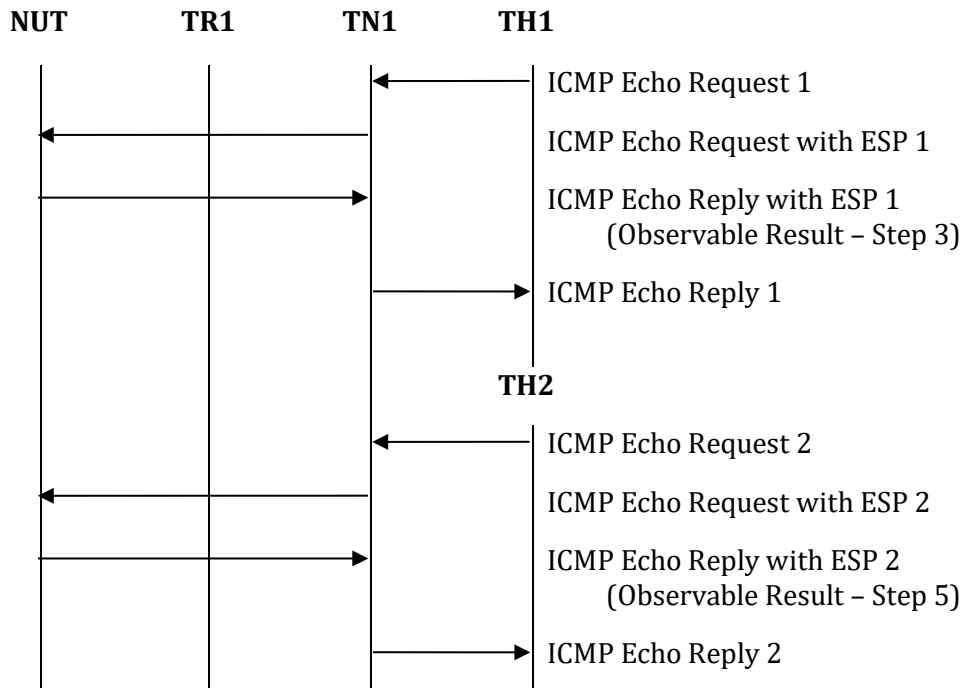 NUT TR1 TN1 TH1
ICMP Echo Request 1
ICMP Echo Request with ESP 1
ICMP Echo Reply with ESP 1
(Observable Result – Step 3)
ICMP Echo Reply 1
TH2
ICMP Echo Request 2
ICMP Echo Request with ESP 2
ICMP Echo Reply with ESP 2
(Observable Result – Step 5)
ICMP Echo Reply 2